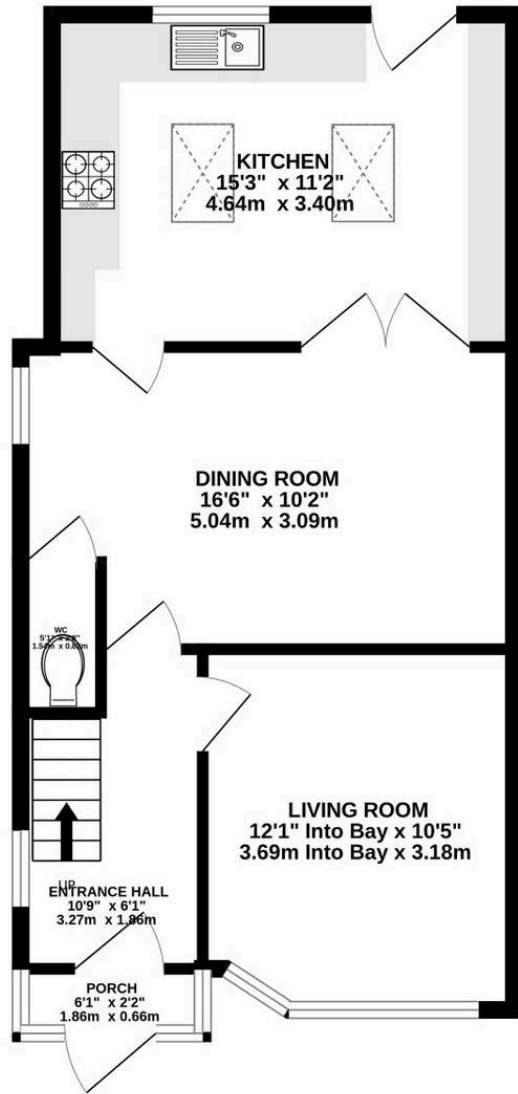 KITCHEN
15'3" x 11'2"
4.64m x 3.40m
DINING ROOM
16'6" x 10'2"
5.04m x 3.09m
WC
LIVING ROOM
12'1" Into Bay x 10'5"
3.69m Into Bay x 3.18m
UP
ENTRANCE HALL
10'9" x 6'1"
3.27m x 1.86m
PORCH
6'1" x 2'2"
1.86m x 0.66m